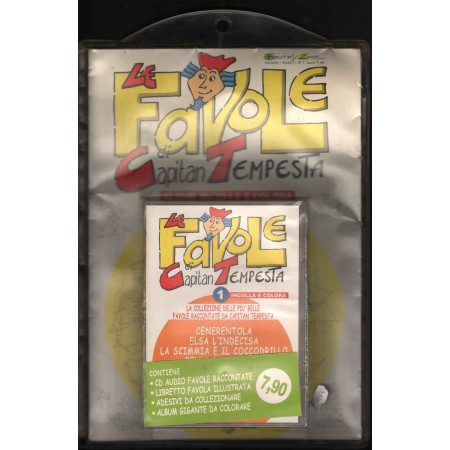 LE
FAVOLE
di
Capitan TEMPESTA
LE
FAVOLE
di
Capitan TEMPESTA
1 INCOLLA E COLORA
LA COLLEZIONE DELLE PIU' BELLE
FAVOLE RACCONTATE DA CAPITAN TEMPESTA
CENERENTOLA
ELSA L'INDECISA
LA SCIMMIA E IL COCCODRILLO
CONTIENE
• CD AUDIO FAVOLE RACCONTATE
• LIBRETTO FAVOLA ILLUSTRATA
• ADESIVI DA COLLEZIONARE
• ALBUM GIGANTE DA COLORARE
7,90